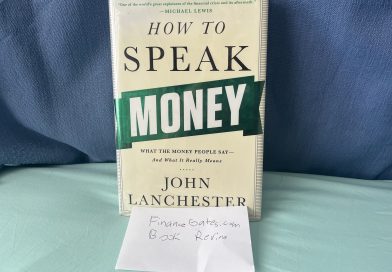 "One of the world's great explainers of the financial crisis and its aftermath."
—MICHAEL LEWIS
HOW TO
SPEAK
MONEY
WHAT THE MONEY PEOPLE SAY—
And What It Really Means
JOHN
LANCHESTER
FinanceGates.com
Book Review